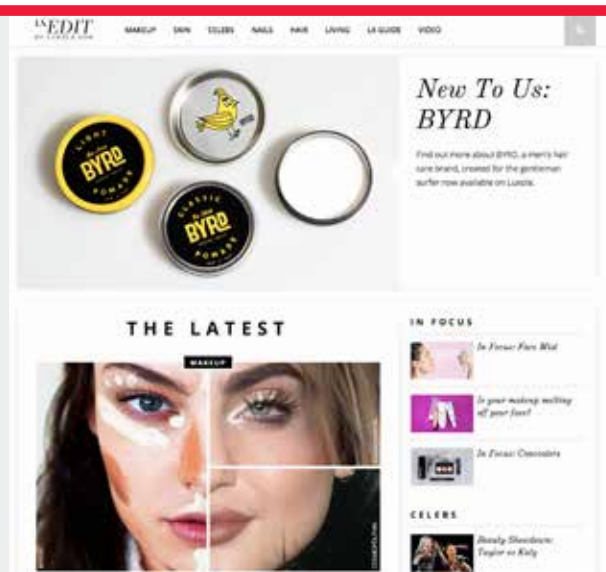 IN
EDIT
MAKEUP SKIN CELEBS NAILS HAIR LIVING LA GUIDE VIDEO
New To Us:
BYRD
Find out more about BYRD, a men's hair
care brand, created for the gentleman
surfer now available on Luxola.
LIGHT
BYRD
POMADE
CLASSIC
BYRD
POMADE
THE LATEST
MAKEUP
COSMOPOLITAN
IN FOCUS
In Focus: Face Mist
Is your makeup melting
off your face?
In Focus: Concealers
CELEBS
Beauty Showdown:
Taylor vs Katy